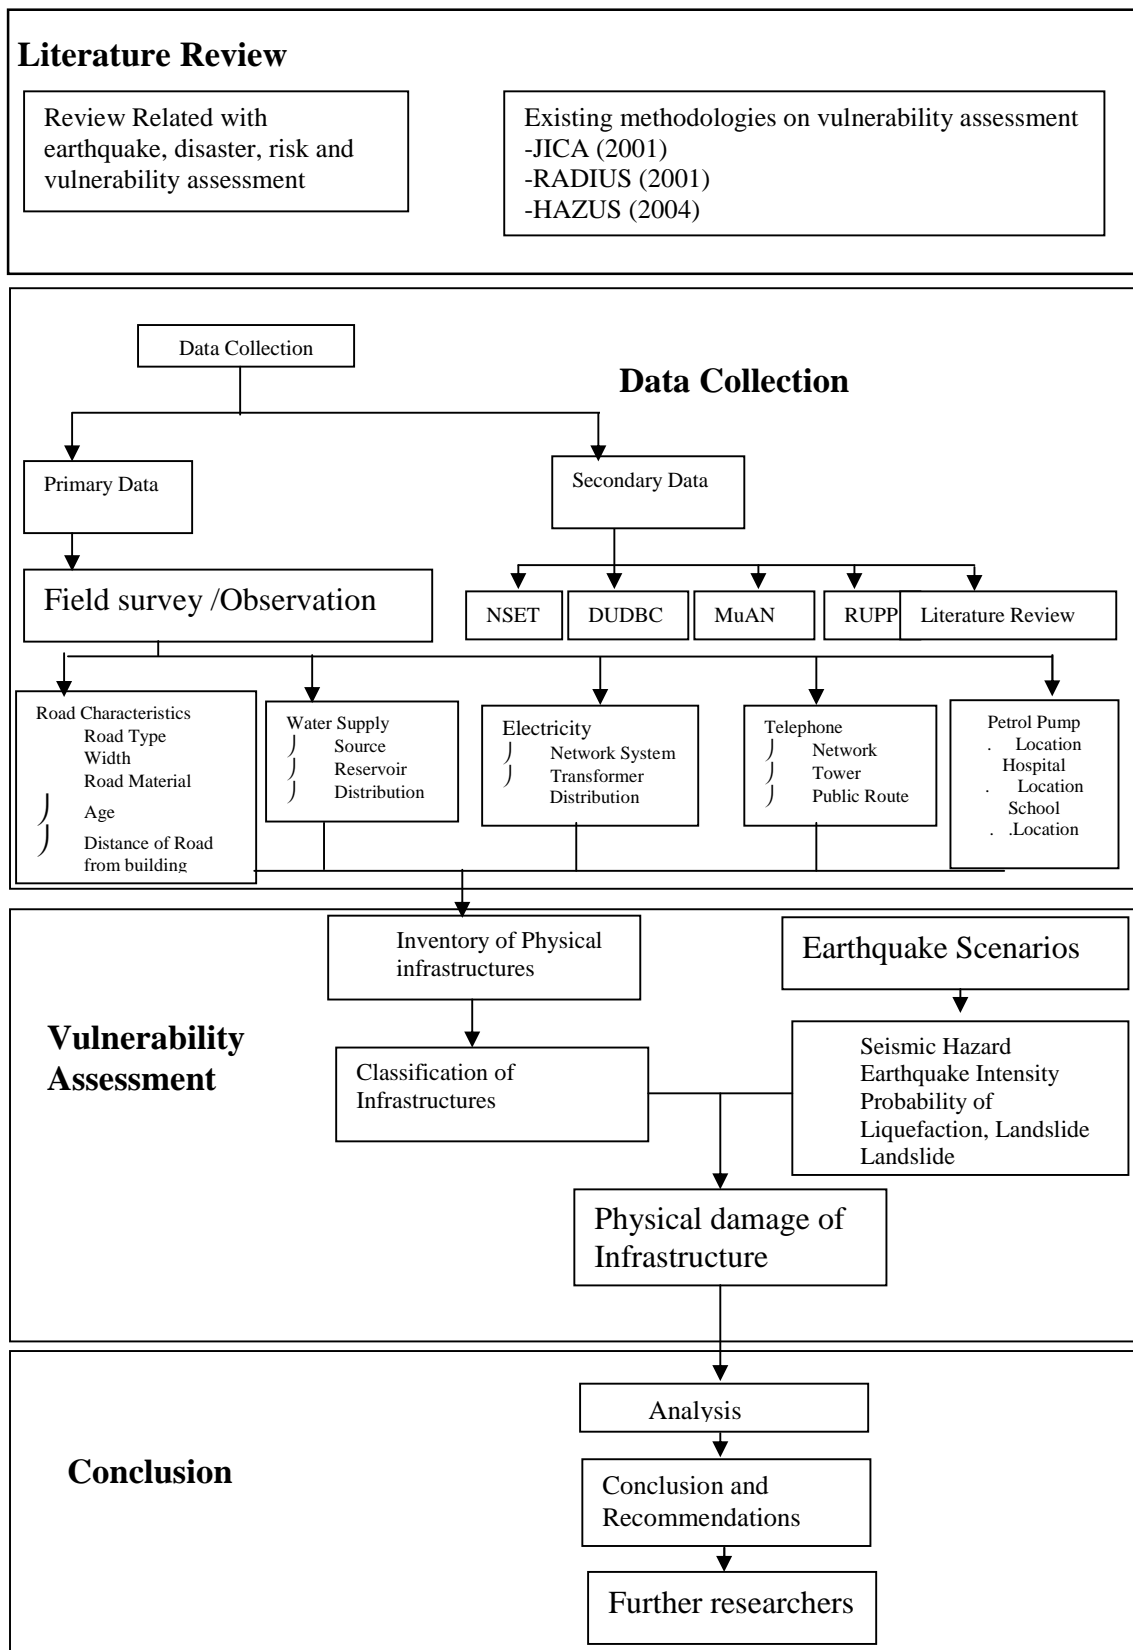 Literature Review
Review Related with
earthquake, disaster, risk and
vulnerability assessment
Existing methodologies on vulnerability assessment
-JICA (2001)
-RADIUS (2001)
-HAZUS (2004)
Data Collection
Data Collection
Primary Data
Secondary Data
Field survey /Observation
NSET
DUDBC
MuAN
RUPP
Literature Review
Road Characteristics
Road Type
Width
Road Material
Age
Distance of Road
from building
Water Supply
Source
Reservoir
Distribution
Electricity
Network System
Transformer
Distribution
Telephone
Network
Tower
Public Route
Petrol Pump
. Location
Hospital
. Location
School
. .Location
Inventory of Physical
infrastructures
Earthquake Scenarios
Vulnerability
Assessment
Classification of
Infrastructures
Seismic Hazard
Earthquake Intensity
Probability of
Liquefaction, Landslide
Landslide
Physical damage of
Infrastructure
Analysis
Conclusion
Conclusion and
Recommendations
Further researchers